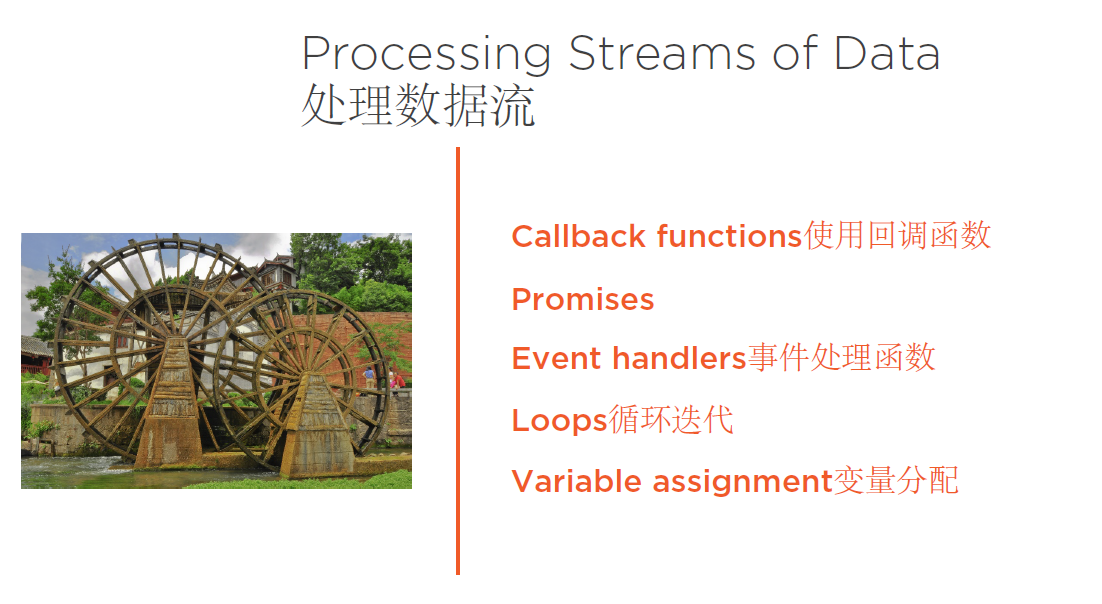 Processing Streams of Data
处理数据流
Callback functions使用回调函数
Promises
Event handlers事件处理函数
Loops循环迭代
Variable assignment变量分配